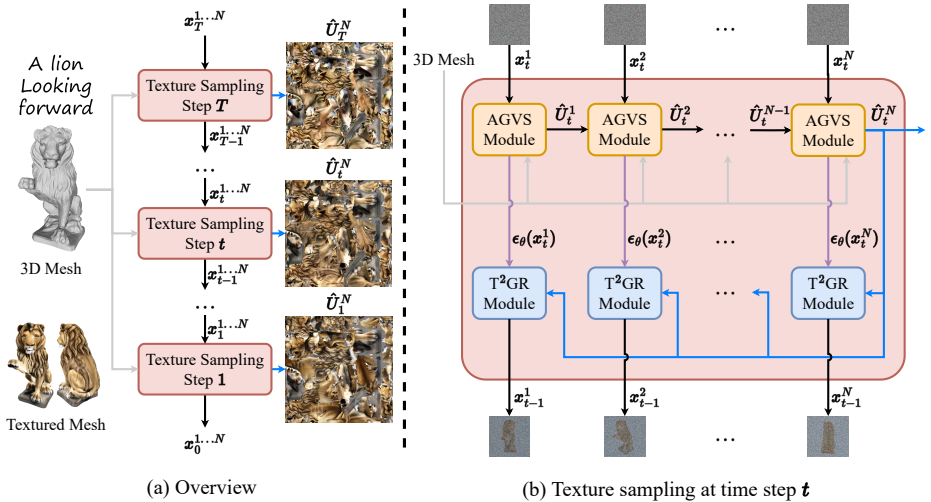 x_T^{1...N}
Û_T^N
A lion
Looking
forward
Texture Sampling
Step T
x_{T-1}^{1...N}
...
x_t^{1...N}
Û_t^N
3D Mesh
Texture Sampling
Step t
x_{t-1}^{1...N}
...
x_1^{1...N}
Û_1^N
Texture Sampling
Step 1
Textured Mesh
x_0^{1...N}
(a) Overview
...
3D Mesh
x_t^1
x_t^2
x_t^N
AGVS
Module
Û_t^1
AGVS
Module
Û_t^2
...
Û_t^{N-1}
AGVS
Module
Û_t^N
ϵ_θ(x_t^1)
ϵ_θ(x_t^2)
...
ϵ_θ(x_t^N)
T²GR
Module
T²GR
Module
...
T²GR
Module
x_{t-1}^1
x_{t-1}^2
x_{t-1}^N
...
(b) Texture sampling at time step t